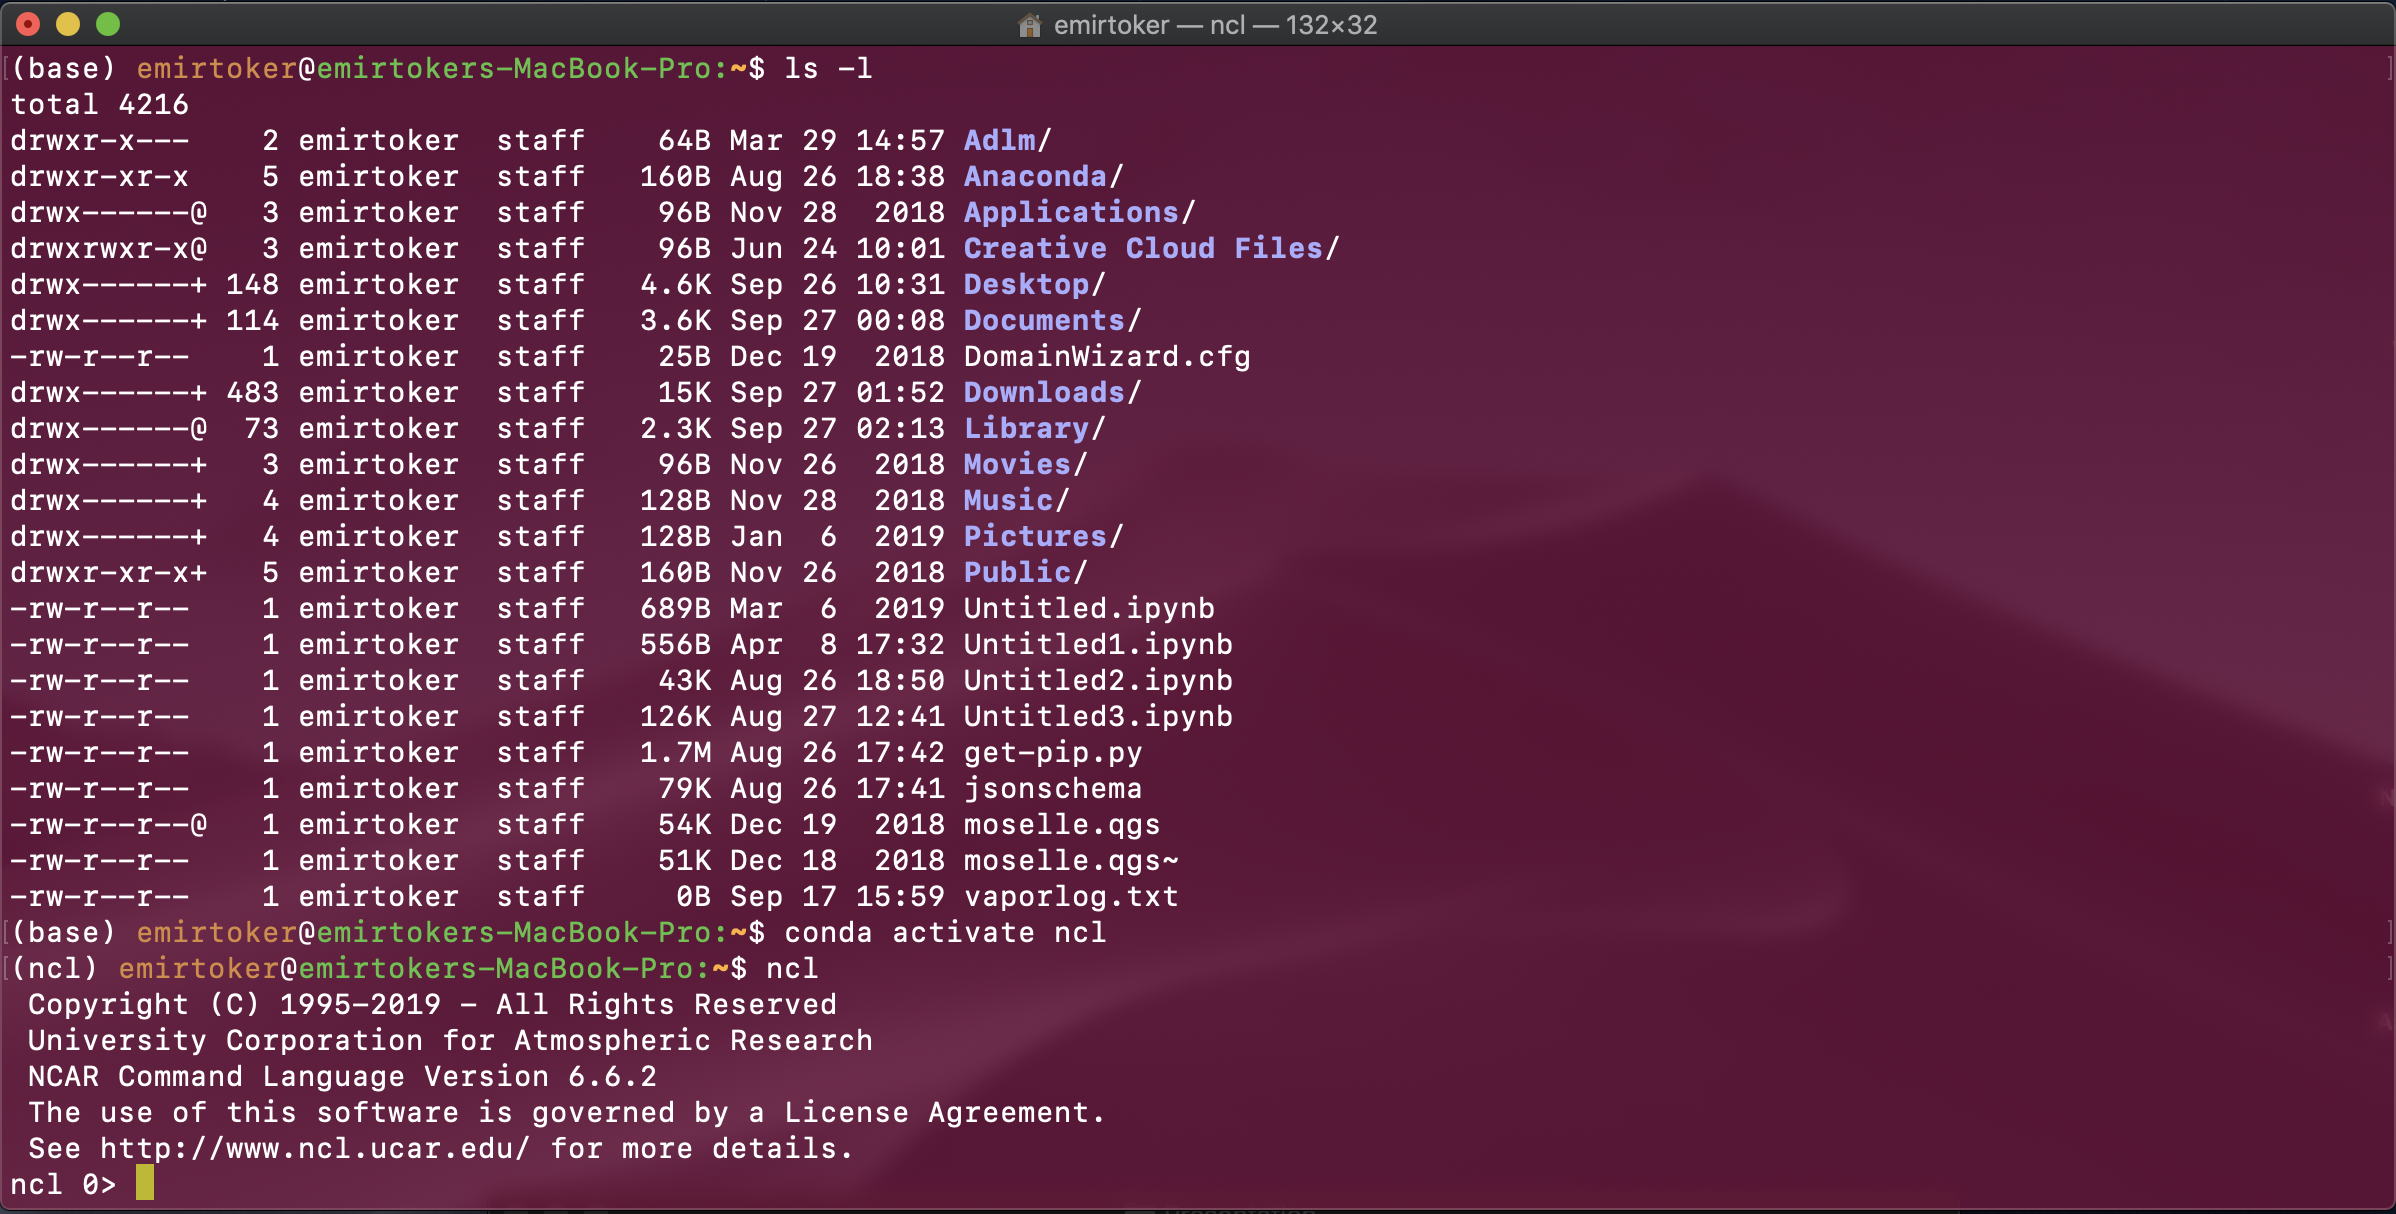 emirtoker — ncl — 132×32
(base) emirtoker@emirtokers-MacBook-Pro:~$ ls -l
total 4216
drwxr-x---    2 emirtoker  staff    64B Mar 29 14:57 Adlm/
drwxr-xr-x    5 emirtoker  staff   160B Aug 26 18:38 Anaconda/
drwx------@   3 emirtoker  staff    96B Nov 28  2018 Applications/
drwxrwxr-x@   3 emirtoker  staff    96B Jun 24 10:01 Creative Cloud Files/
drwx------+ 148 emirtoker  staff   4.6K Sep 26 10:31 Desktop/
drwx------+ 114 emirtoker  staff   3.6K Sep 27 00:08 Documents/
-rw-r--r--    1 emirtoker  staff    25B Dec 19  2018 DomainWizard.cfg
drwx------+ 483 emirtoker  staff    15K Sep 27 01:52 Downloads/
drwx------@  73 emirtoker  staff   2.3K Sep 27 02:13 Library/
drwx------+   3 emirtoker  staff    96B Nov 26  2018 Movies/
drwx------+   4 emirtoker  staff   128B Nov 28  2018 Music/
drwx------+   4 emirtoker  staff   128B Jan  6  2019 Pictures/
drwxr-xr-x+   5 emirtoker  staff   160B Nov 26  2018 Public/
-rw-r--r--    1 emirtoker  staff   689B Mar  6  2019 Untitled.ipynb
-rw-r--r--    1 emirtoker  staff   556B Apr  8 17:32 Untitled1.ipynb
-rw-r--r--    1 emirtoker  staff    43K Aug 26 18:50 Untitled2.ipynb
-rw-r--r--    1 emirtoker  staff   126K Aug 27 12:41 Untitled3.ipynb
-rw-r--r--    1 emirtoker  staff   1.7M Aug 26 17:42 get-pip.py
-rw-r--r--    1 emirtoker  staff    79K Aug 26 17:41 jsonschema
-rw-r--r--@   1 emirtoker  staff    54K Dec 19  2018 moselle.qgs
-rw-r--r--    1 emirtoker  staff    51K Dec 18  2018 moselle.qgs~
-rw-r--r--    1 emirtoker  staff     0B Sep 17 15:59 vaporlog.txt
(base) emirtoker@emirtokers-MacBook-Pro:~$ conda activate ncl
(ncl) emirtoker@emirtokers-MacBook-Pro:~$ ncl
 Copyright (C) 1995-2019 - All Rights Reserved
 University Corporation for Atmospheric Research
 NCAR Command Language Version 6.6.2
 The use of this software is governed by a License Agreement.
 See http://www.ncl.ucar.edu/ for more details.
ncl 0>